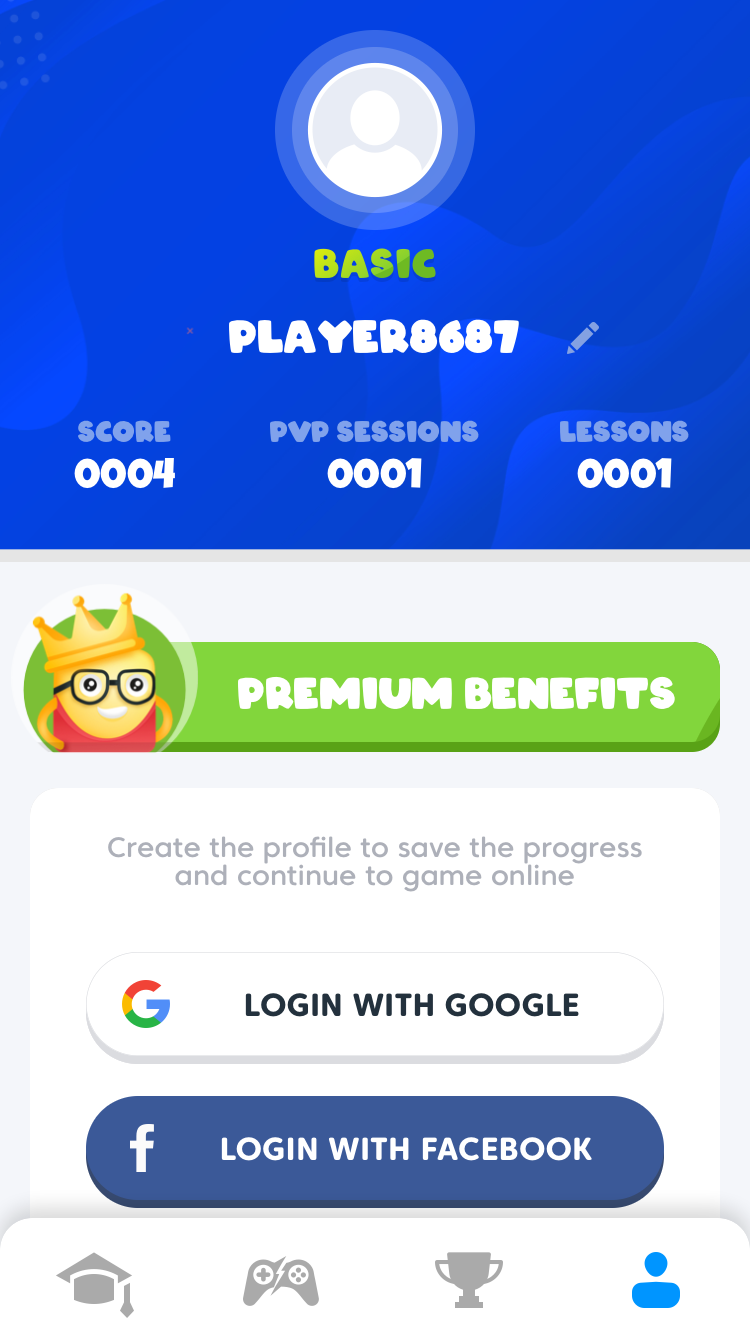 BASIC
PLAYER8687
SCORE
0004
PVP SESSIONS
0001
LESSONS
0001
PREMIUM BENEFITS
Create the profile to save the progress
and continue to game online
LOGIN WITH GOOGLE
LOGIN WITH FACEBOOK